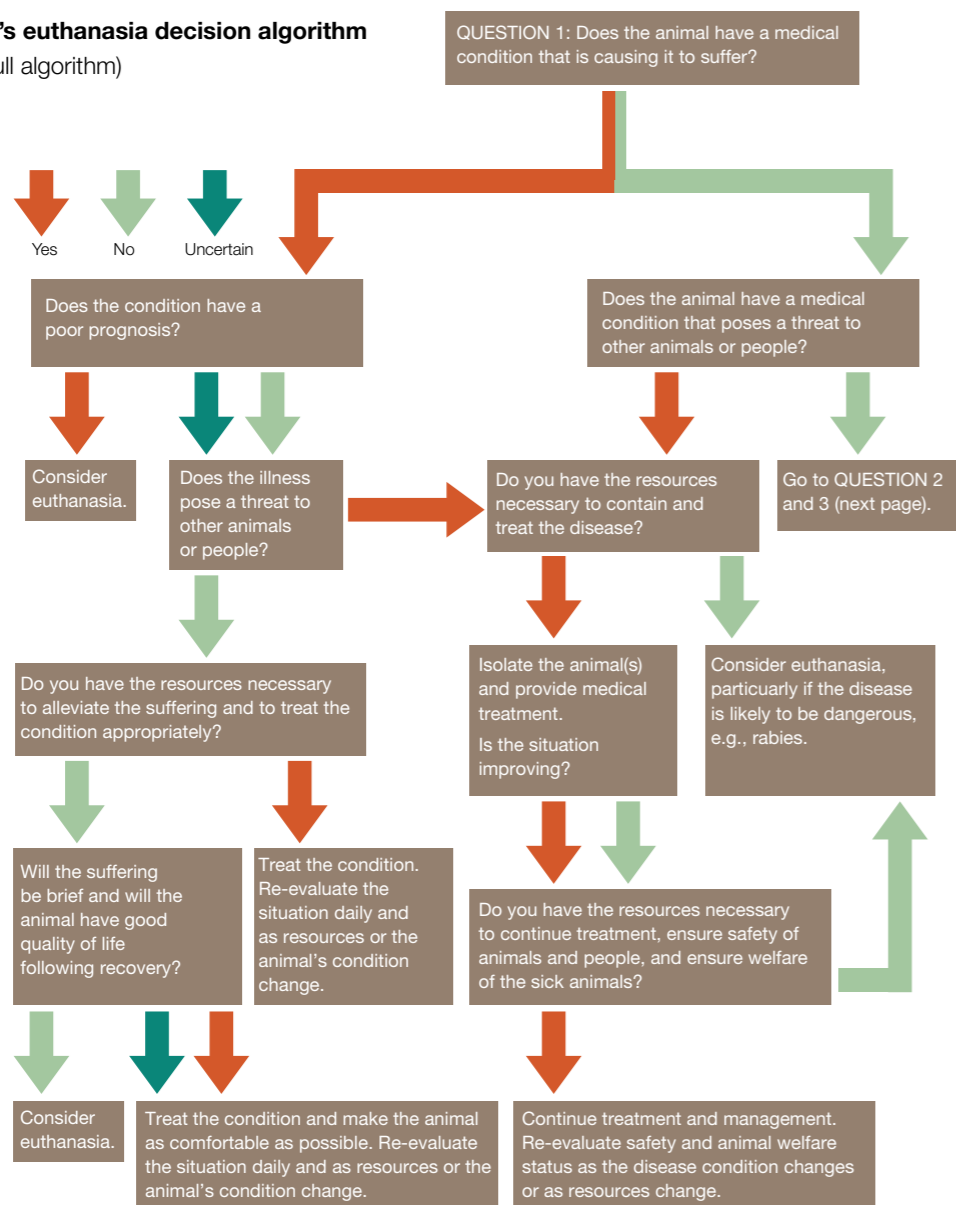 's euthanasia decision algorithm
ull algorithm)
QUESTION 1: Does the animal have a medical
condition that is causing it to suffer?
Yes
No
Uncertain
Does the condition have a
poor prognosis?
Does the animal have a medical
condition that poses a threat to
other animals or people?
Consider
euthanasia.
Does the illness
pose a threat to
other animals
or people?
Do you have the resources
necessary to contain and
treat the disease?
Go to QUESTION 2
and 3 (next page).
Do you have the resources necessary
to alleviate the suffering and to treat the
condition appropriately?
Isolate the animal(s)
and provide medical
treatment.
Is the situation
improving?
Consider euthanasia,
particuarly if the disease
is likely to be dangerous,
e.g., rabies.
Will the suffering
be brief and will the
animal have good
quality of life
following recovery?
Treat the condition.
Re-evaluate the
situation daily and
as resources or the
animal's condition
change.
Do you have the resources necessary
to continue treatment, ensure safety of
animals and people, and ensure welfare
of the sick animals?
Consider
euthanasia.
Treat the condition and make the animal
as comfortable as possible. Re-evaluate
the situation daily and as resources or the
animal's condition change.
Continue treatment and management.
Re-evaluate safety and animal welfare
status as the disease condition changes
or as resources change.